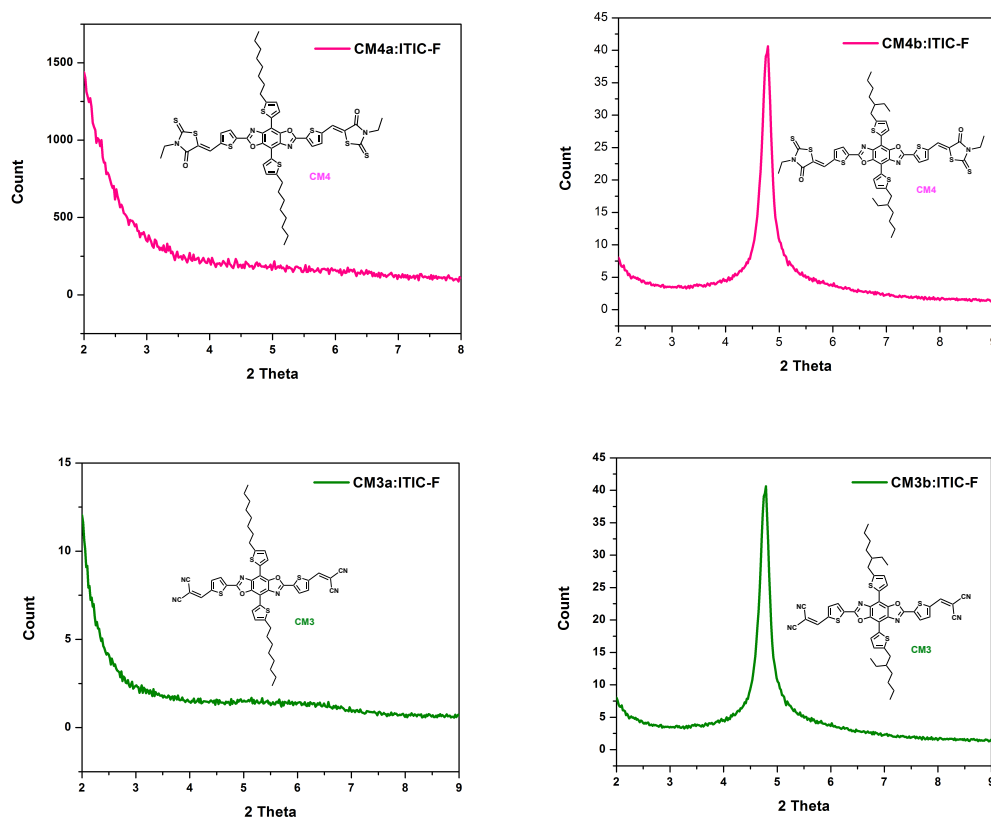 CM4a:ITIC-F
1500
1000
500
0
Count
2 3 4 5 6 7 8
2 Theta
S S N O S N O O N S O S N S
S
S
CM4
CM4b:ITIC-F
45
40
35
30
25
20
15
10
5
0
Count
2 3 4 5 6 7 8 9
2 Theta
S S N O S N O O N S O S N S
S
S
CM4
CM3a:ITIC-F
15
10
5
0
Count
2 3 4 5 6 7 8 9
2 Theta
NC
NC
S
N
O
S
S
O
N
S
CN
CN
CM3
CM3b:ITIC-F
45
40
35
30
25
20
15
10
5
0
Count
2 3 4 5 6 7 8 9
2 Theta
NC
NC
S
N
O
S
S
O
N
S
CN
CN
CM3